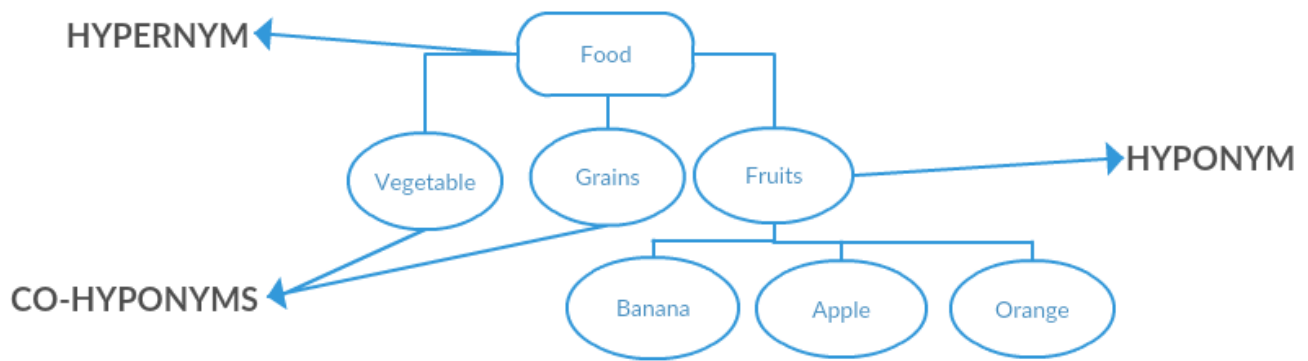 HYPERNYM
Food
Vegetable
Grains
Fruits
HYPONYM
CO-HYPONYMS
Banana
Apple
Orange